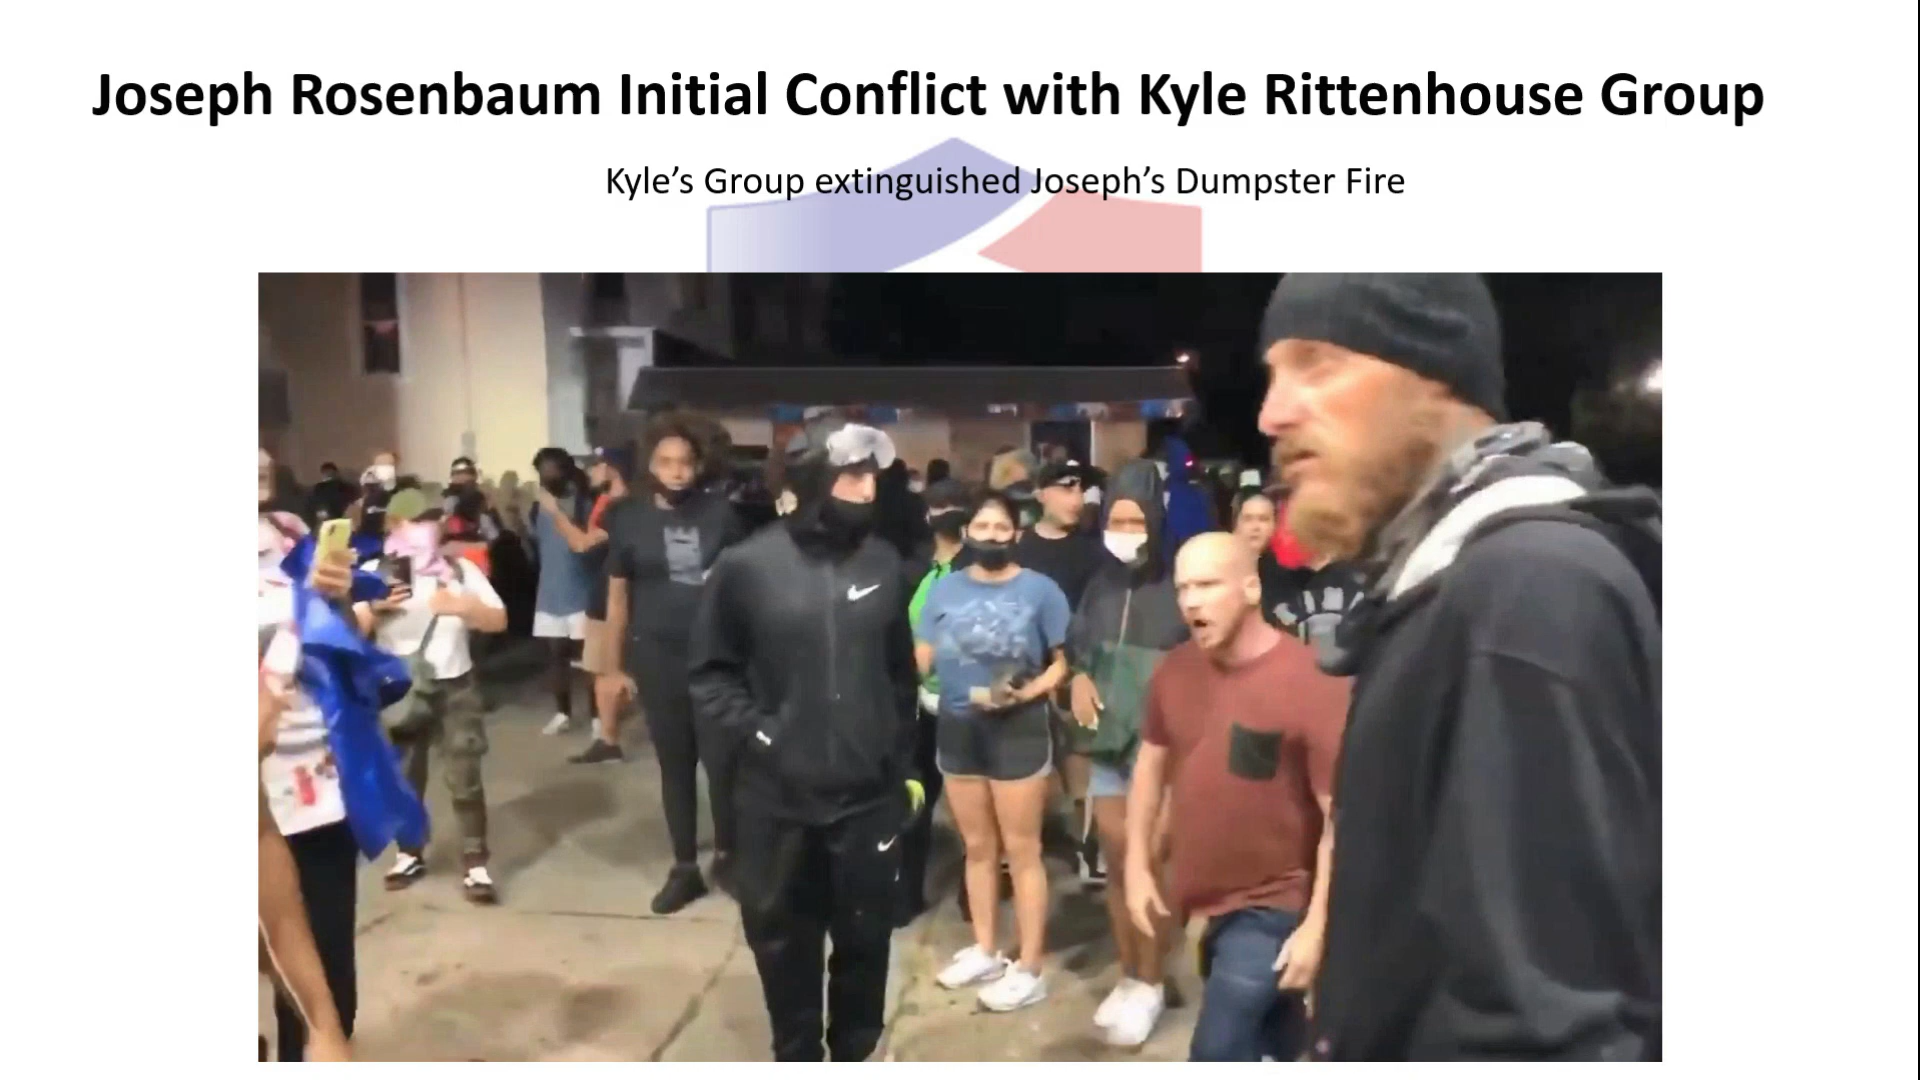 Joseph Rosenbaum Initial Conflict with Kyle Rittenhouse Group
Kyle’s Group extinguished Joseph’s Dumpster Fire